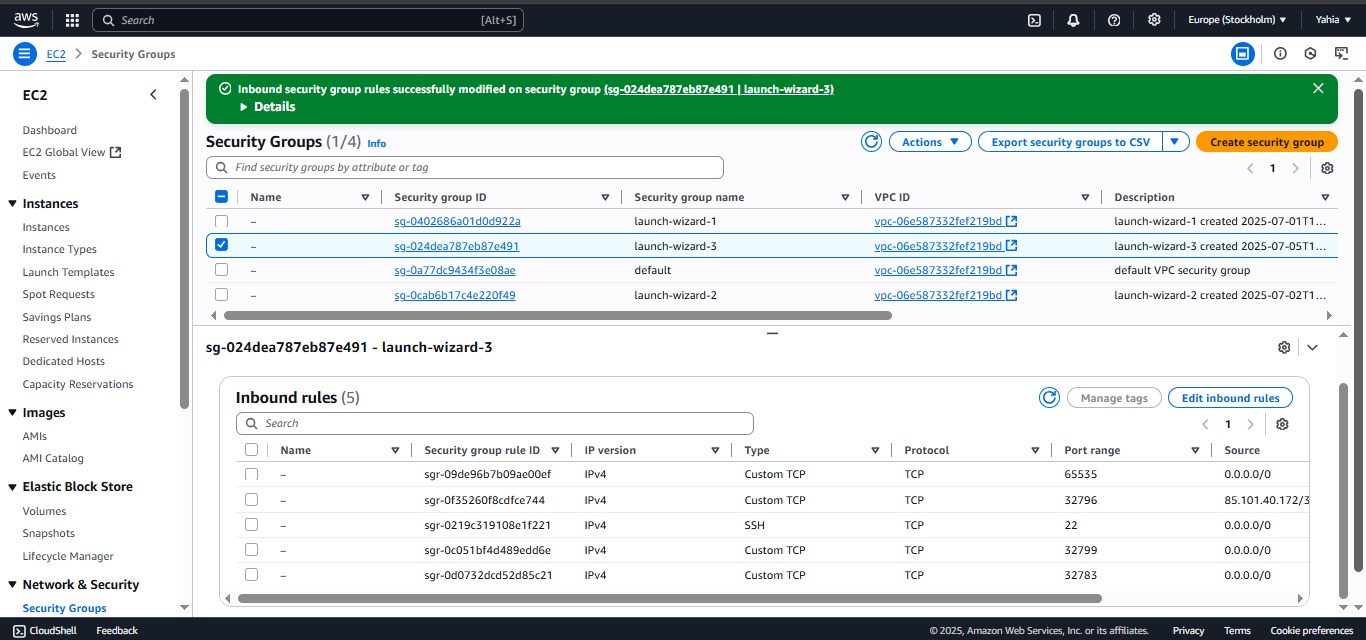 aws
Search [Alt+S]
Europe (Stockholm) Yahia
EC2 Security Groups
EC2
Dashboard
EC2 Global View
Events
Instances
Instances
Instance Types
Launch Templates
Spot Requests
Savings Plans
Reserved Instances
Dedicated Hosts
Capacity Reservations
Images
AMIs
AMI Catalog
Elastic Block Store
Volumes
Snapshots
Lifecycle Manager
Network & Security
Security Groups
Inbound security group rules successfully modified on security group (sg-024dea787eb87e491 | launch-wizard-3)
Details
Security Groups (1/4) Info
Actions Export security groups to CSV Create security group
Find security groups by attribute or tag
1
Name Security group ID Security group name VPC ID Description
– sg-0402686a01d0d922a launch-wizard-1 vpc-06e587332fef219bd launch-wizard-1 created 2025-07-01T1...
– sg-024dea787eb87e491 launch-wizard-3 vpc-06e587332fef219bd launch-wizard-3 created 2025-07-05T1...
– sg-0a77dc9434f3e08ae default vpc-06e587332fef219bd default VPC security group
– sg-0cab6b17c4e220f49 launch-wizard-2 vpc-06e587332fef219bd launch-wizard-2 created 2025-07-02T1...
sg-024dea787eb87e491 - launch-wizard-3
Inbound rules (5)
Manage tags Edit inbound rules
Search
1
Name Security group rule ID IP version Type Protocol Port range Source
– sgr-09de96b7b09ae00ef IPv4 Custom TCP TCP 65535 0.0.0.0/0
– sgr-0f35260f8cdfce744 IPv4 Custom TCP TCP 32796 85.101.40.172/3
– sgr-0219c319108e1f221 IPv4 SSH TCP 22 0.0.0.0/0
– sgr-0c051bf4d489edd6e IPv4 Custom TCP TCP 32799 0.0.0.0/0
– sgr-0d0732dcd52d85c21 IPv4 Custom TCP TCP 32783 0.0.0.0/0
CloudShell Feedback © 2025, Amazon Web Services, Inc. or its affiliates. Privacy Terms Cookie preferences